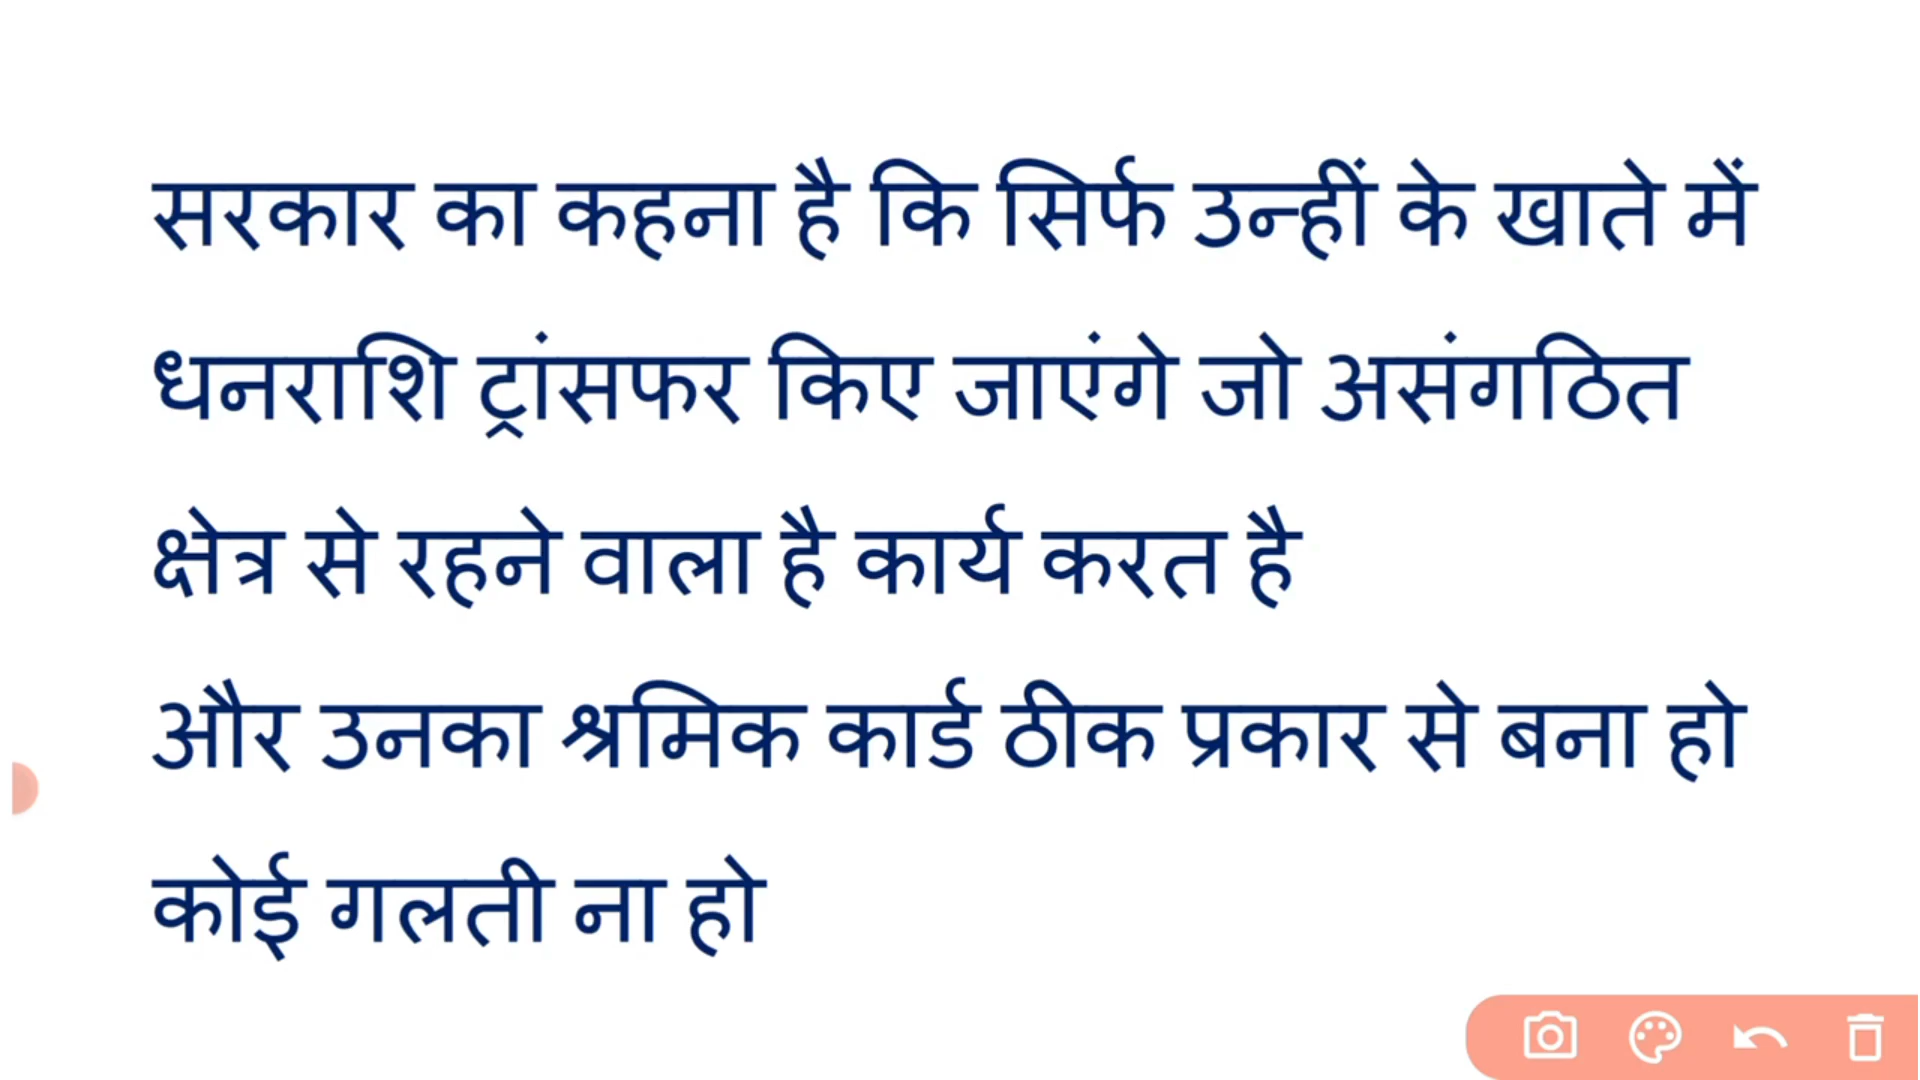 सरकार का कहना है कि सिर्फ उन्हीं के खाते में
धनराशि ट्रांसफर किए जाएंगे जो असंगठित
क्षेत्र से रहने वाला है कार्य करत है
और उनका श्रमिक कार्ड ठीक प्रकार से बना हो
कोई गलती ना हो